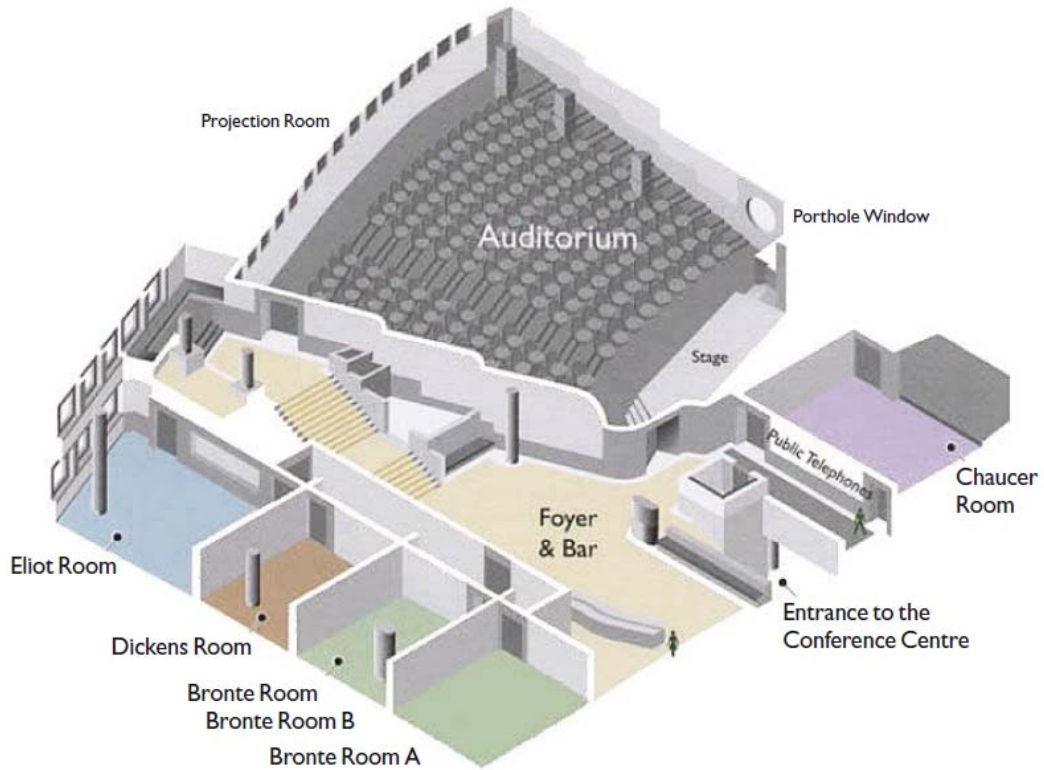 Projection Room
Auditorium
Porthole Window
Stage
Public Telephones
Chaucer
Room
Foyer
& Bar
Eliot Room
Entrance to the
Conference Centre
Dickens Room
Bronte Room
Bronte Room B
Bronte Room A